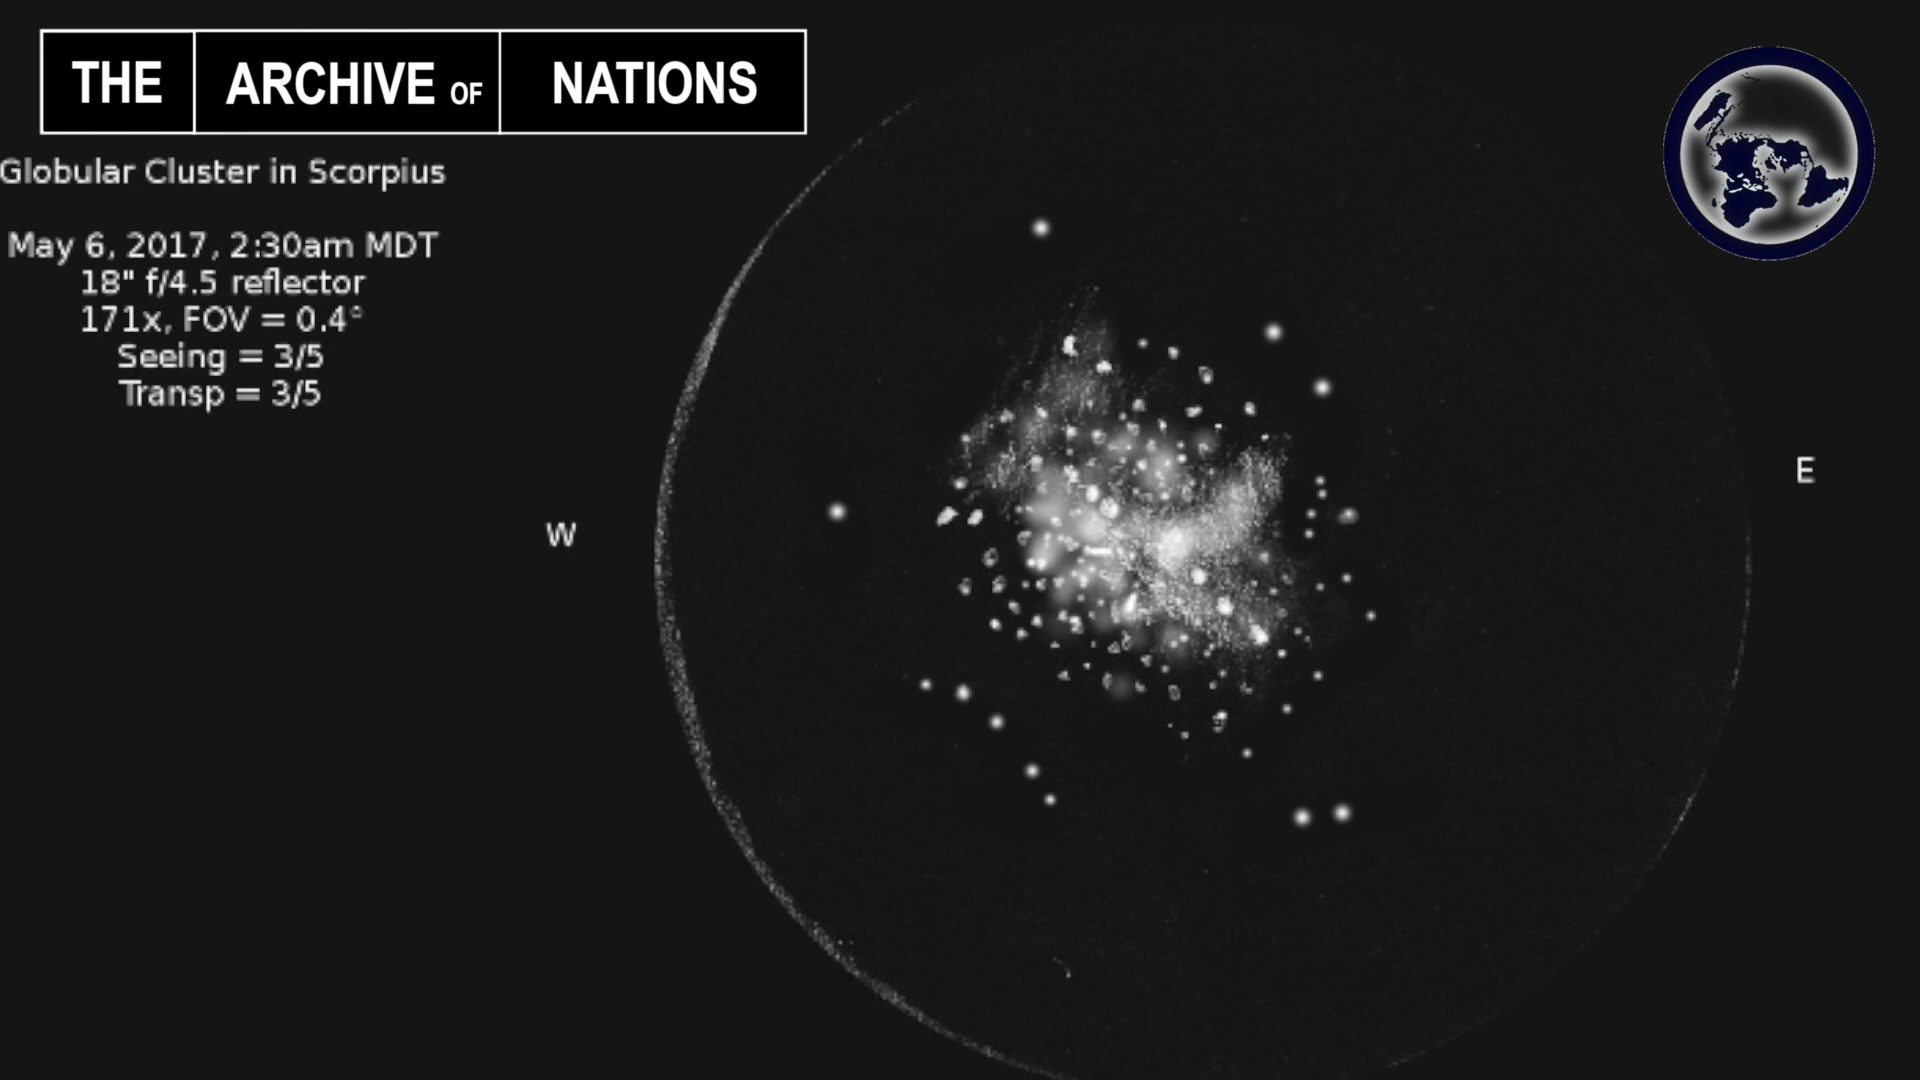 THE ARCHIVE OF NATIONS
Globular Cluster in Scorpius
May 6, 2017, 2:30am MDT
18" f/4.5 reflector
171x, FOV = 0.4°
Seeing = 3/5
Transp = 3/5
E
W